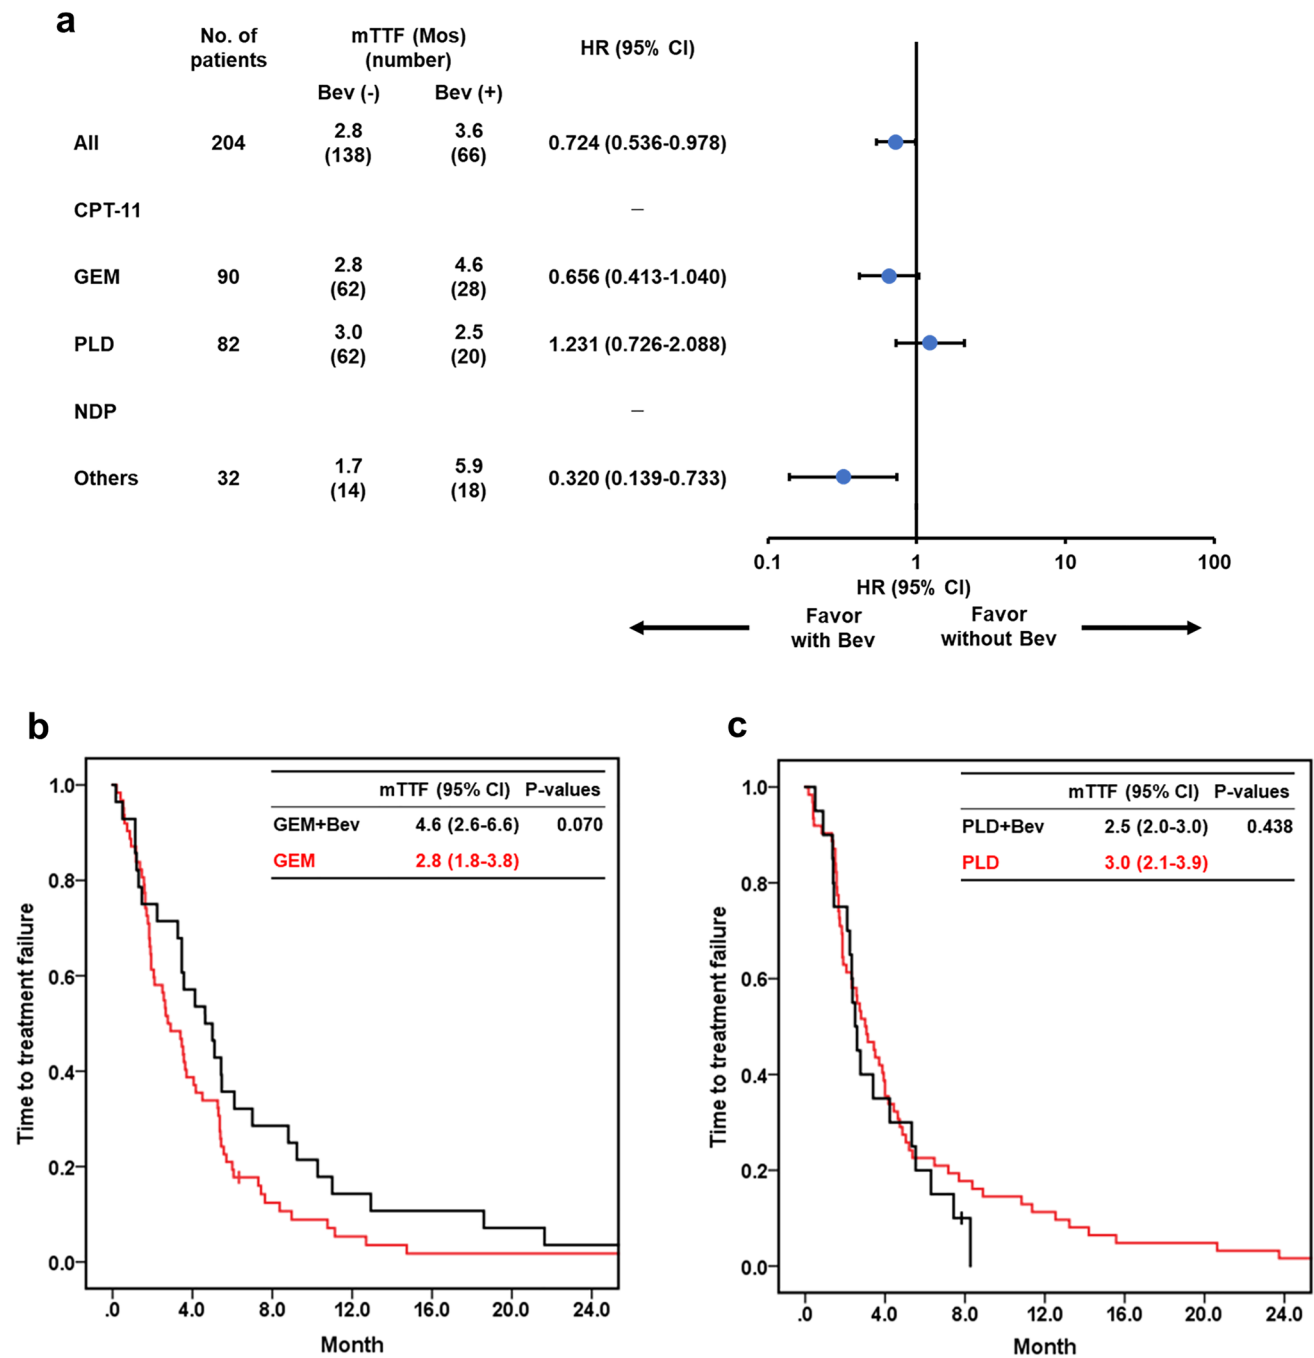 a
No. of patients mTTF (Mos) (number) HR (95% CI)
Bev (-) Bev (+)
All 204 2.8 (138) 3.6 (66) 0.724 (0.536-0.978)
CPT-11 –
GEM 90 2.8 (62) 4.6 (28) 0.656 (0.413-1.040)
PLD 82 3.0 (62) 2.5 (20) 1.231 (0.726-2.088)
NDP –
Others 32 1.7 (14) 5.9 (18) 0.320 (0.139-0.733)
0.1 1 10 100
HR (95% CI)
Favor with Bev
Favor without Bev
b
mTTF (95% CI) P-values
GEM+Bev 4.6 (2.6-6.6) 0.070
GEM 2.8 (1.8-3.8)
Time to treatment failure
1.0
0.8
0.6
0.4
0.2
0.0
.0 4.0 8.0 12.0 16.0 20.0 24.0
Month
c
mTTF (95% CI) P-values
PLD+Bev 2.5 (2.0-3.0) 0.438
PLD 3.0 (2.1-3.9)
Time to treatment failure
1.0
0.8
0.6
0.4
0.2
0.0
.0 4.0 8.0 12.0 16.0 20.0 24.0
Month